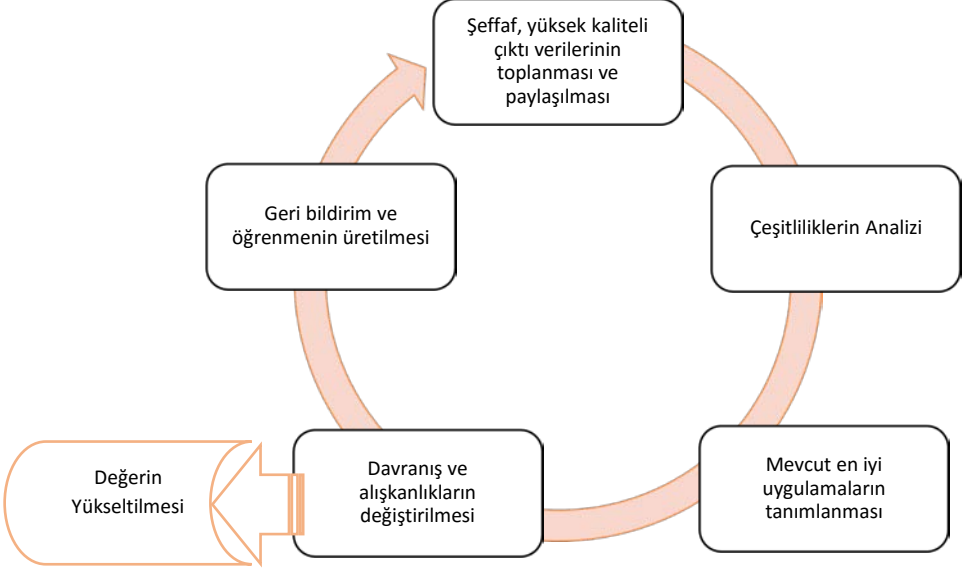 Şeffaf, yüksek kaliteli
çıktı verilerinin
toplanması ve
paylaşılması
Çeşitliliklerin Analizi
Mevcut en iyi
uygulamaların
tanımlanması
Davranış ve
alışkanlıkların
değiştirilmesi
Değerin
Yükseltilmesi
Geri bildirim ve
öğrenmenin üretilmesi